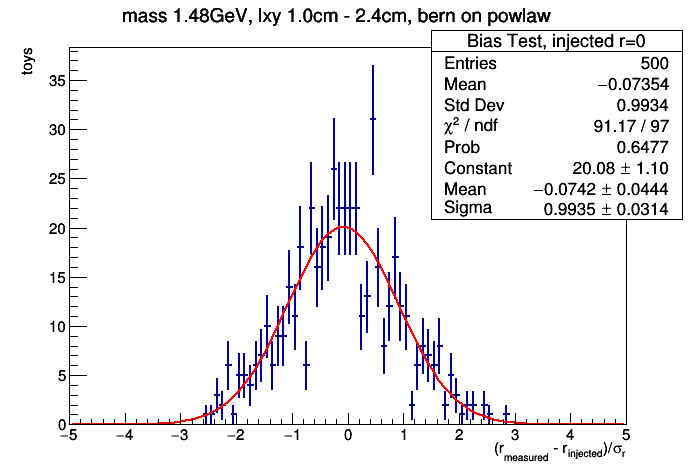 mass 1.48GeV, lxy 1.0cm - 2.4cm, bern on powlaw
Bias Test, injected r=0
Entries 500
Mean −0.07354
Std Dev 0.9934
χ² / ndf 91.17 / 97
Prob 0.6477
Constant 20.08 ± 1.10
Mean −0.0742 ± 0.0444
Sigma 0.9935 ± 0.0314
toys
35
30
25
20
15
10
5
0
−5 −4 −3 −2 −1 0 1 2 3 4 5
(r_measured - r_injected)/σ_r